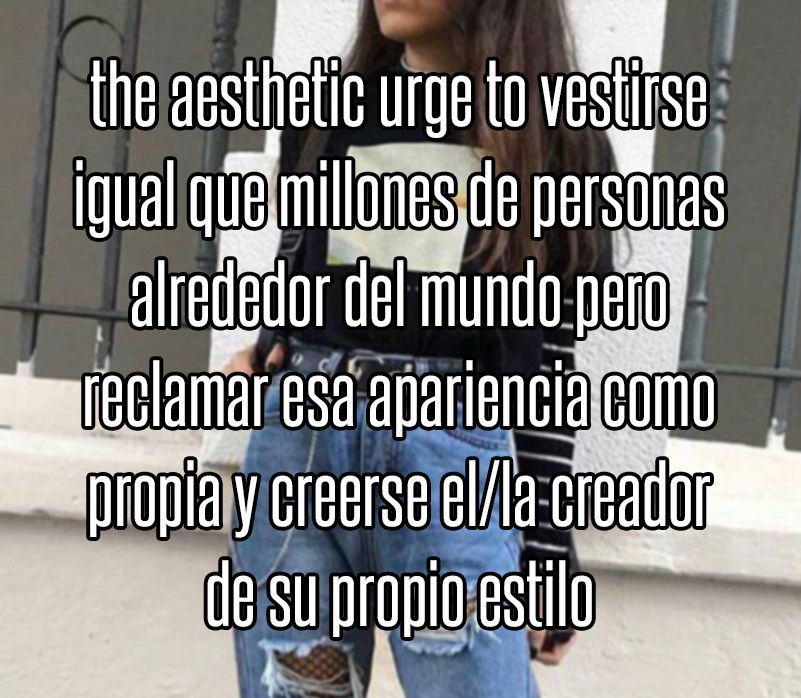 the aesthetic urge to vestirse
igual que millones de personas
alrededor del mundo pero
reclamar esa apariencia como
propia y creerse el/la creador
de su propio estilo